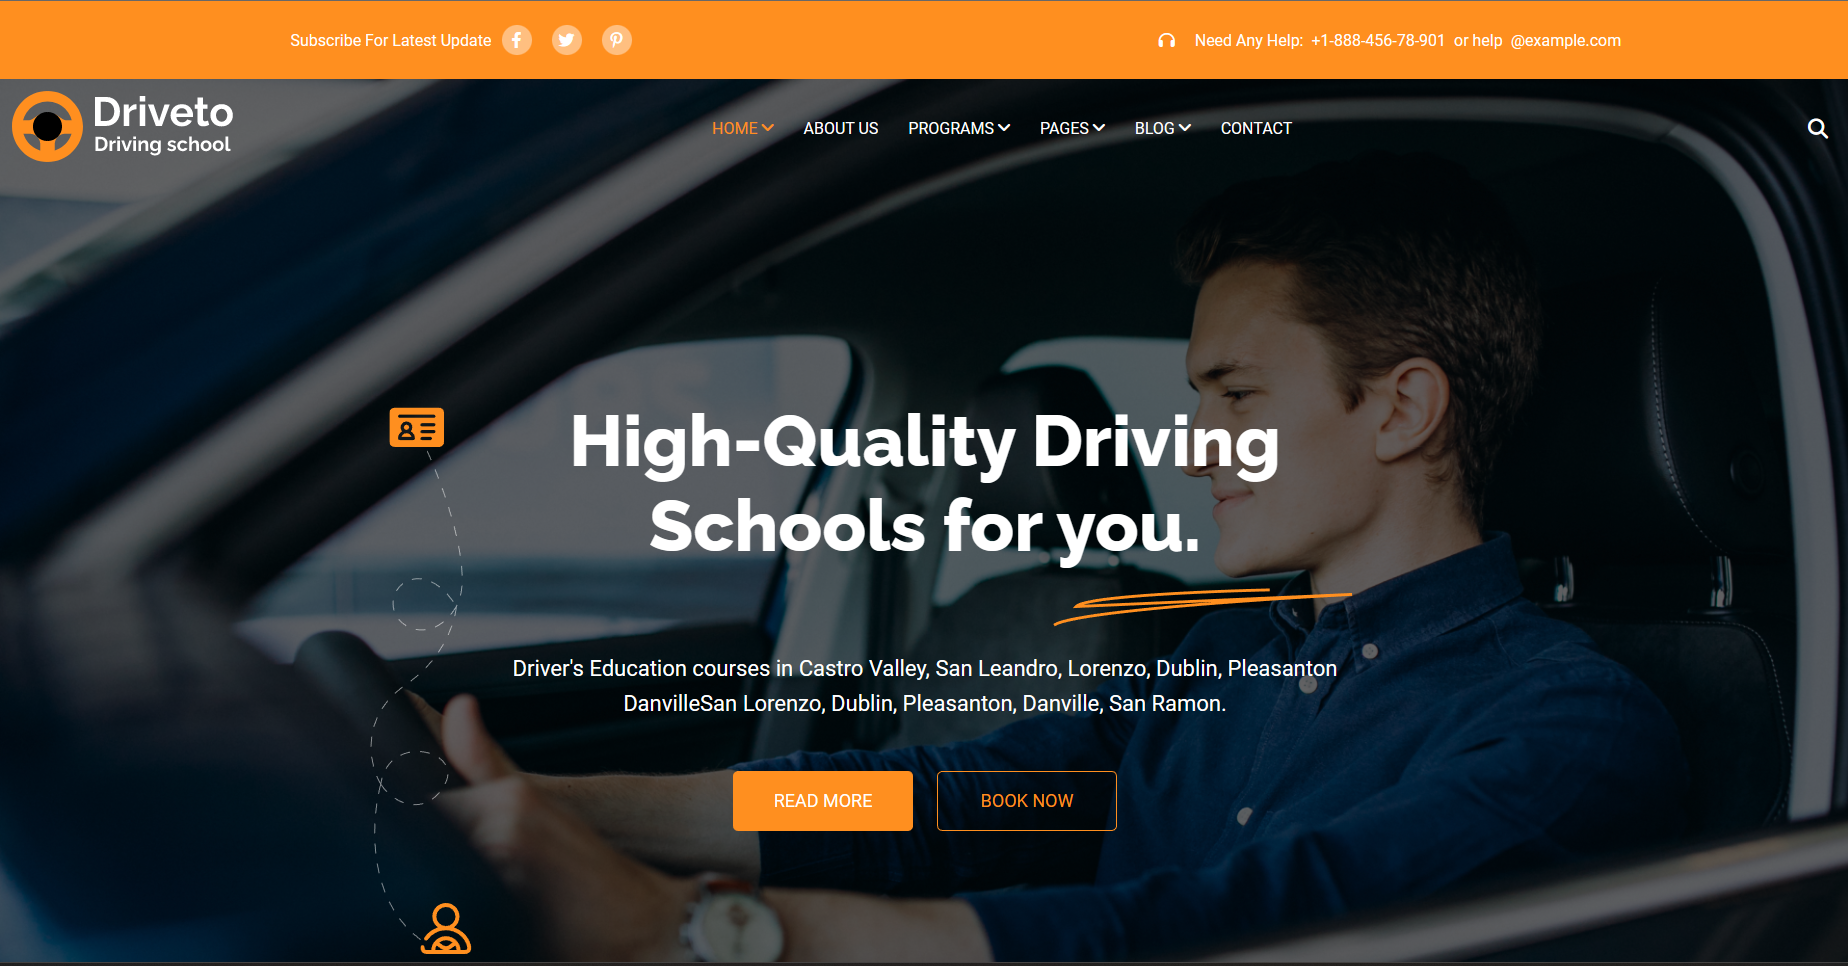 Subscribe For Latest Update
Need Any Help: +1-888-456-78-901 or help @example.com
Driveto
Driving school
HOME ABOUT US PROGRAMS PAGES BLOG CONTACT
High-Quality Driving
Schools for you.
Driver's Education courses in Castro Valley, San Leandro, Lorenzo, Dublin, Pleasanton
DanvilleSan Lorenzo, Dublin, Pleasanton, Danville, San Ramon.
READ MORE BOOK NOW